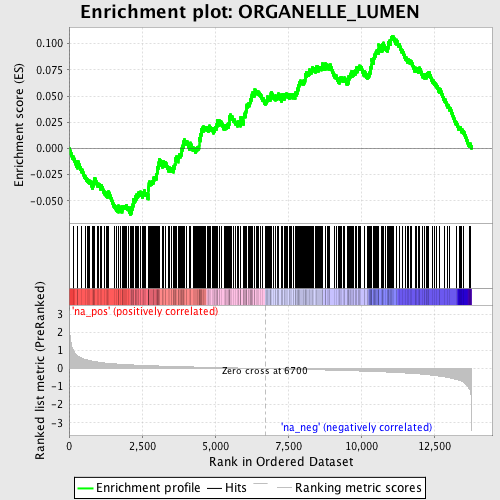 Enrichment plot: ORGANELLE_LUMEN
Enrichment score (ES)
0.100
0.075
0.050
0.025
0.000
-0.025
-0.050
'na_pos' (positively correlated)
Ranked list metric (PreRanked)
3
2
1
0
-1
-2
-3
Zero cross at 6700
'na_neg' (negatively correlated)
0
2,500
5,000
7,500
10,000
12,500
Rank in Ordered Dataset
Enrichment profile
Hits
Ranking metric scores